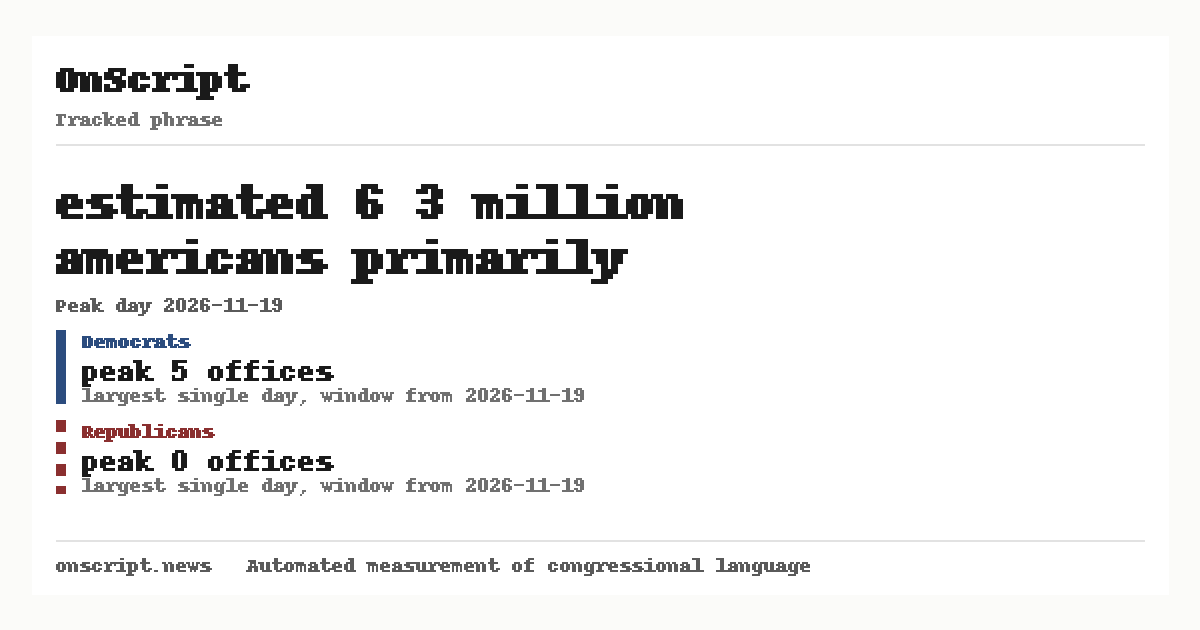 OnScript
Tracked phrase
estimated 6 3 million
americans primarily
Peak day 2026-11-19
Democrats
peak 5 offices
largest single day, window from 2026-11-19
Republicans
peak 0 offices
largest single day, window from 2026-11-19
onscript.news Automated measurement of congressional language